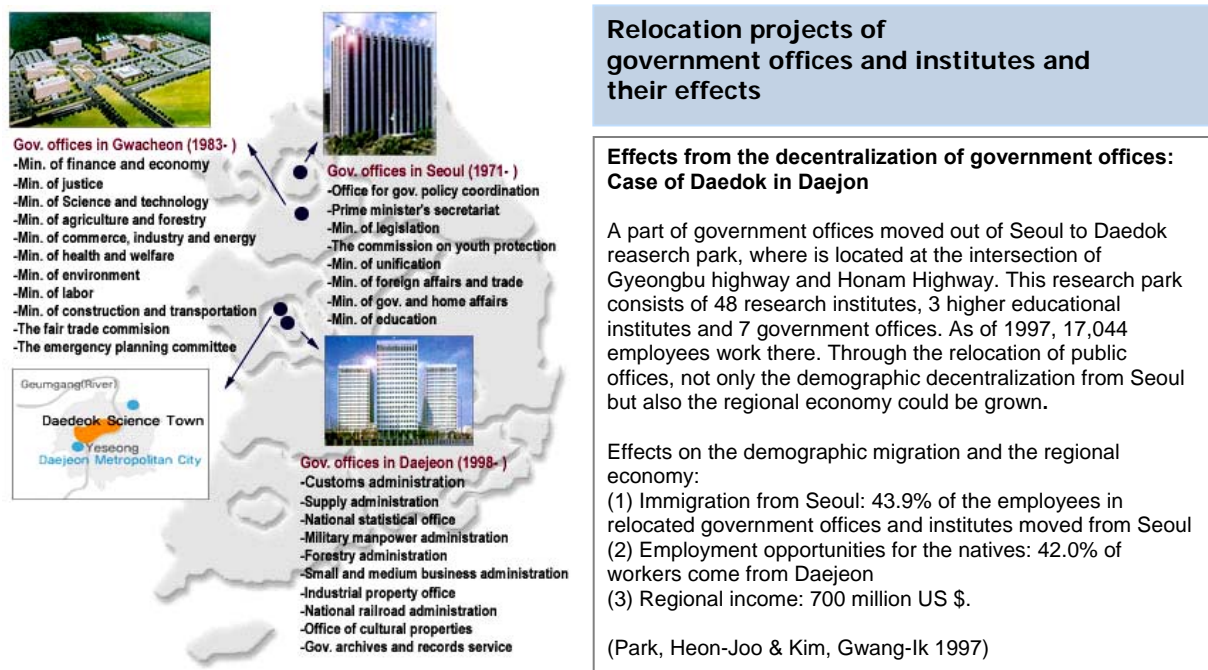 Gov. offices in Gwacheon (1983- )
-Min. of finance and economy
-Min. of justice
-Min. of Science and technology
-Min. of agriculture and forestry
-Min. of commerce, industry and energy
-Min. of health and welfare
-Min. of environment
-Min. of labor
-Min. of construction and transportation
-The fair trade commision
-The emergency planning committee
Gov. offices in Seoul (1971- )
-Office for gov. policy coordination
-Prime minister's secretariat
-Min. of legislation
-The commission on youth protection
-Min. of unification
-Min. of foreign affairs and trade
-Min. of gov. and home affairs
-Min. of education
Geumgang(River)
Daedeok Science Town
Yeseong
Daejeon Metropolitan City
Gov. offices in Daejeon (1998- )
-Customs administration
-Supply administration
-National statistical office
-Military manpower administration
-Forestry administration
-Small and medium business administration
-Industrial property office
-National railroad administration
-Office of cultural properties
-Gov. archives and records service
Relocation projects of
government offices and institutes and
their effects
Effects from the decentralization of government offices:
Case of Daedok in Daejon
A part of government offices moved out of Seoul to Daedok
reaserch park, where is located at the intersection of
Gyeongbu highway and Honam Highway. This research park
consists of 48 research institutes, 3 higher educational
institutes and 7 government offices. As of 1997, 17,044
employees work there. Through the relocation of public
offices, not only the demographic decentralization from Seoul
but also the regional economy could be grown.
Effects on the demographic migration and the regional
economy:
(1) Immigration from Seoul: 43.9% of the employees in
relocated government offices and institutes moved from Seoul
(2) Employment opportunities for the natives: 42.0% of
workers come from Daejeon
(3) Regional income: 700 million US $.
(Park, Heon-Joo & Kim, Gwang-Ik 1997)